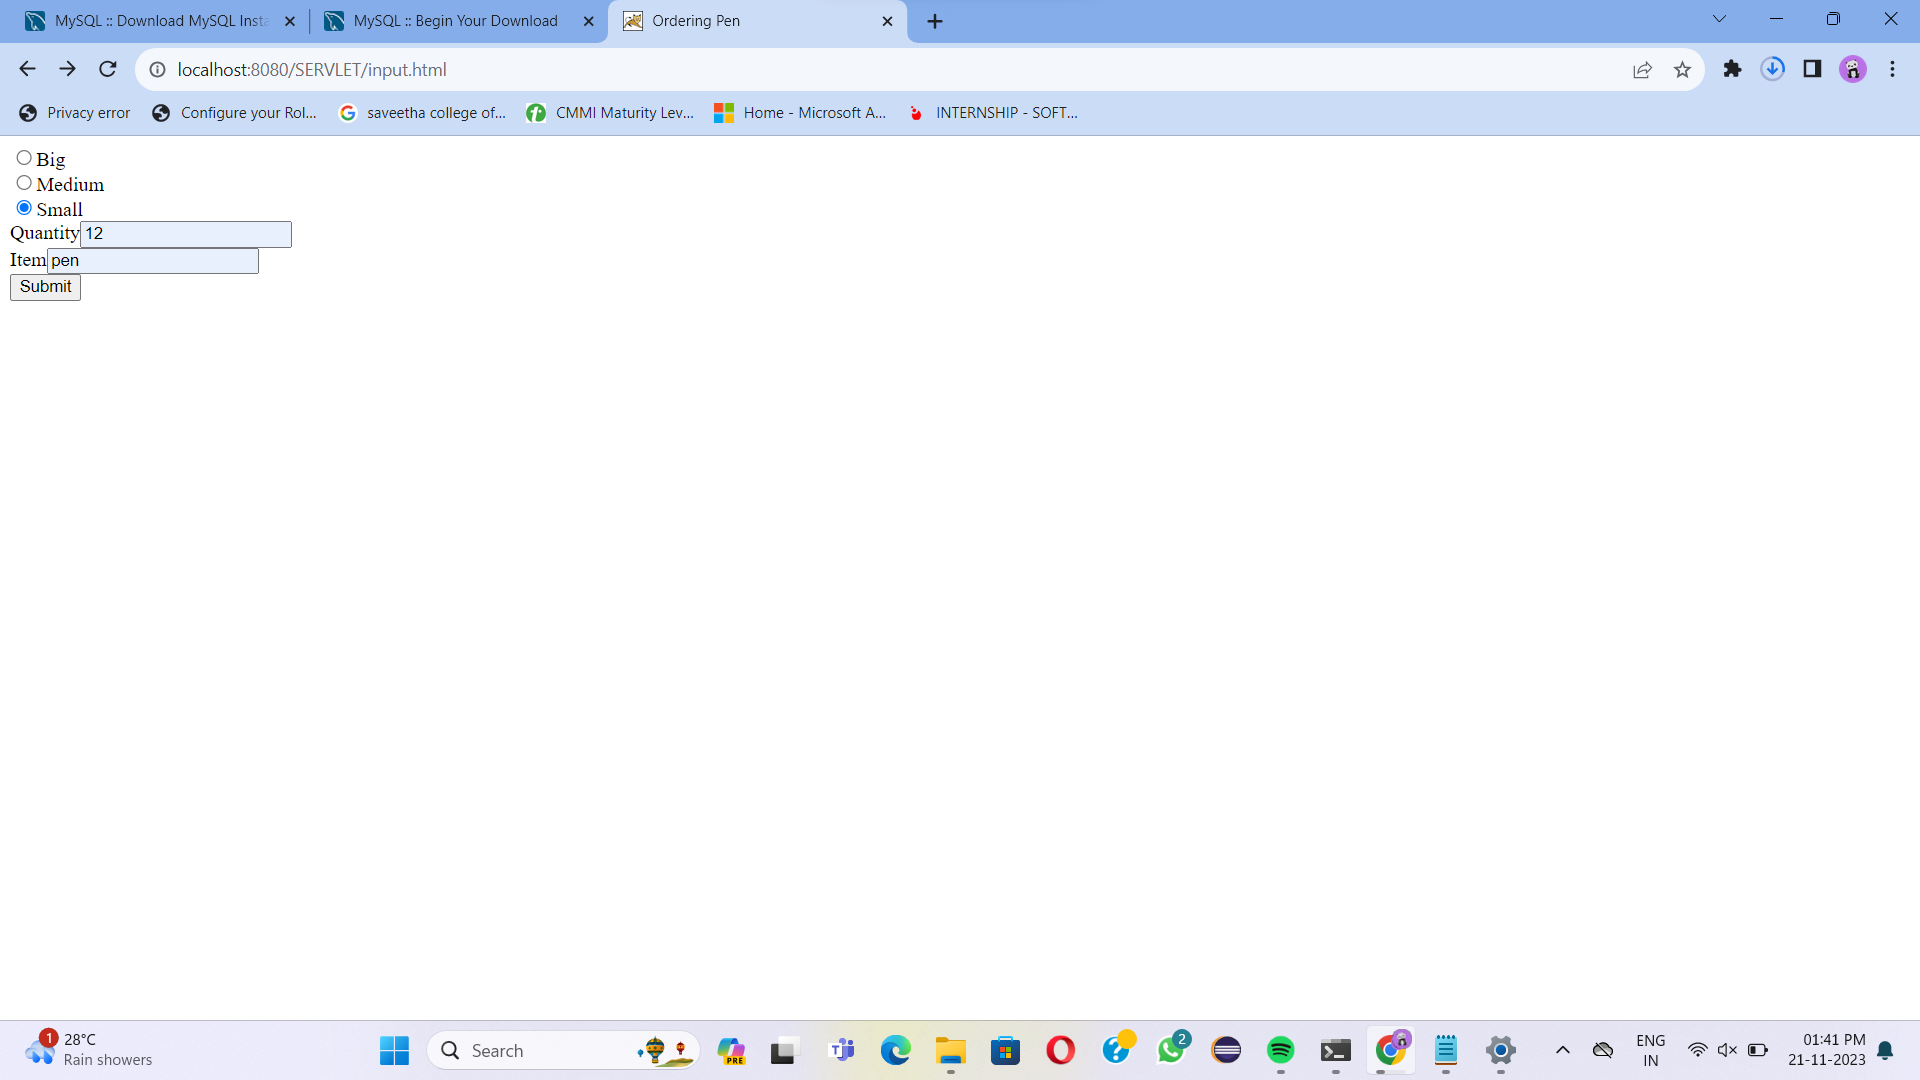 MySQL :: Download MySQL Insta
MySQL :: Begin Your Download
Ordering Pen
localhost:8080/SERVLET/input.html
Privacy error
Configure your Rol...
saveetha college of...
CMMI Maturity Lev...
Home - Microsoft A...
INTERNSHIP - SOFT...
Big
Medium
Small
Quantity 12
Item pen
Submit
1
28°C
Rain showers
Search
PRE
2
ENG
IN
01:41 PM
21-11-2023